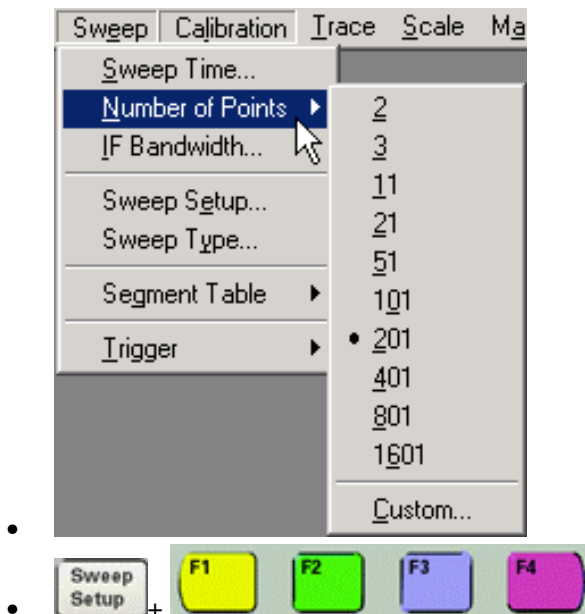 Sweep Calibration Trace Scale Ma
Sweep Time...
Number of Points
IF Bandwidth...
Sweep Setup...
Sweep Type...
Segment Table
Trigger
2
3
11
21
51
101
201
401
801
1601
Custom...
Sweep
Setup + F1 F2 F3 F4